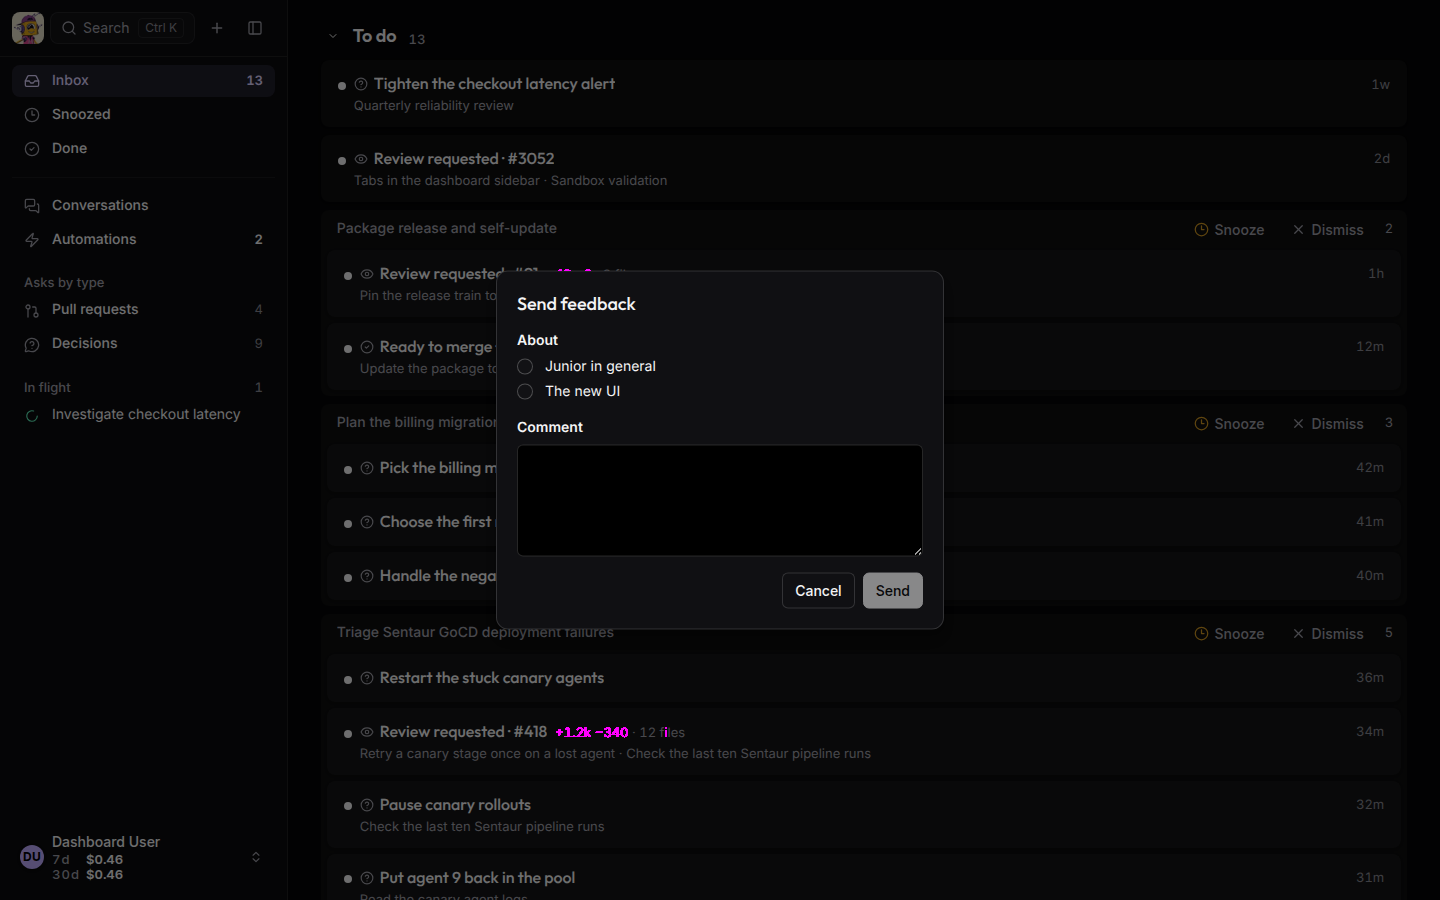 Search Ctrl K
Inbox 13
Snoozed
Done
Conversations
Automations 2
Asks by type
Pull requests 4
Decisions 9
In flight 1
Investigate checkout latency
Dashboard User
DU
7d $0.46
30d $0.46
To do 13
Tighten the checkout latency alert 1w
Quarterly reliability review
Review requested · #3052 2d
Tabs in the dashboard sidebar · Sandbox validation
Package release and self-update Snooze Dismiss 2
Review requested 1h
Pin the release train to
Ready to merge 12m
Update the package to
Plan the billing migration Snooze Dismiss 3
Pick the billing 42m
Choose the first 41m
Handle the 40m
Send feedback
About
Junior in general
The new UI
Comment
Cancel Send
Triage Sentaur GoCD deployment failures Snooze Dismiss 5
Restart the stuck canary agents 36m
Review requested · #418 +1.2k −340 · 12 files 34m
Retry a canary stage once on a lost agent · Check the last ten Sentaur pipeline runs
Pause canary rollouts 32m
Check the last ten Sentaur pipeline runs
Put agent 9 back in the pool 31m
Read the canary agent logs